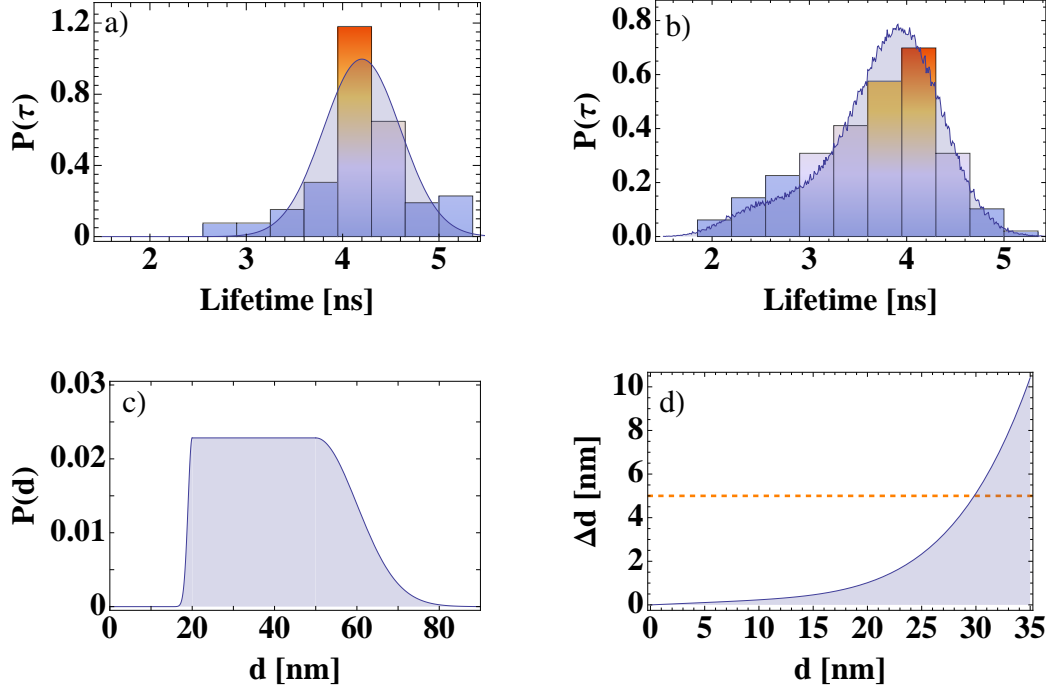 a)
P(τ)
1.2
0.8
0.4
0
2 3 4 5
Lifetime [ns]
b)
P(τ)
0.8
0.6
0.4
0.2
0.0
2 3 4 5
Lifetime [ns]
c)
P(d)
0.03
0.02
0.01
0
0 20 40 60 80
d [nm]
d)
Δd [nm]
10
8
6
4
2
0
0 5 10 15 20 25 30 35
d [nm]